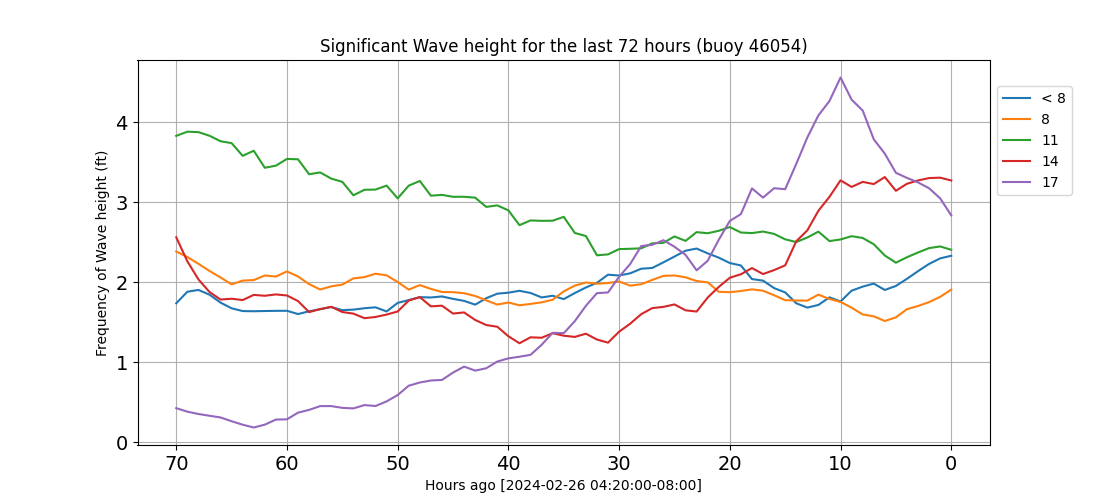 Significant Wave height for the last 72 hours (buoy 46054)
Frequency of Wave height (ft)
4
3
2
1
0
70 60 50 40 30 20 10 0
Hours ago [2024-02-26 04:20:00-08:00]
< 8
8
11
14
17